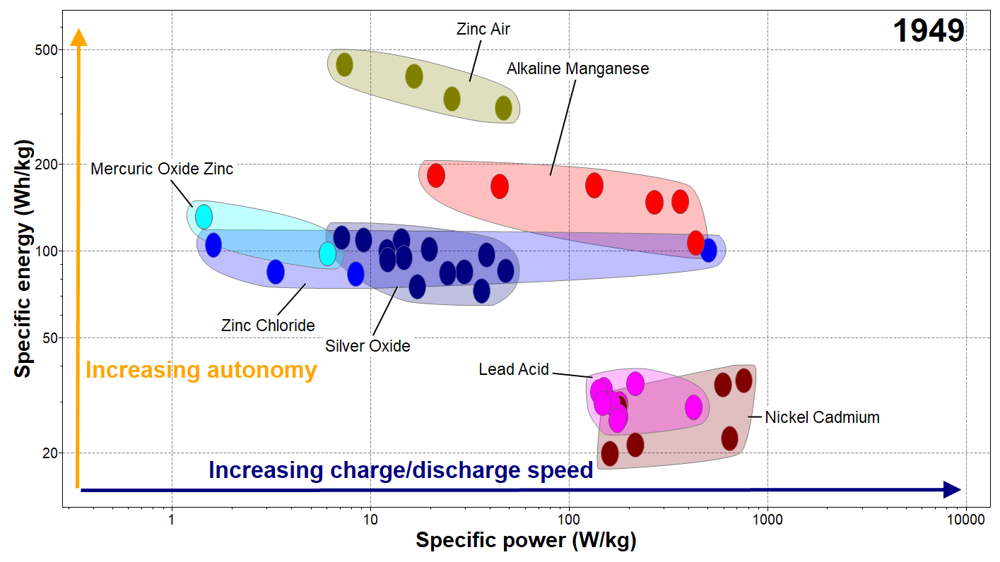 1949
Zinc Air
500
Alkaline Manganese
200
Mercuric Oxide Zinc
100
Specific energy (Wh/kg)
Zinc Chloride
50
Silver Oxide
Increasing autonomy
Lead Acid
Nickel Cadmium
20
Increasing charge/discharge speed
1
10
100
1000
10000
Specific power (W/kg)